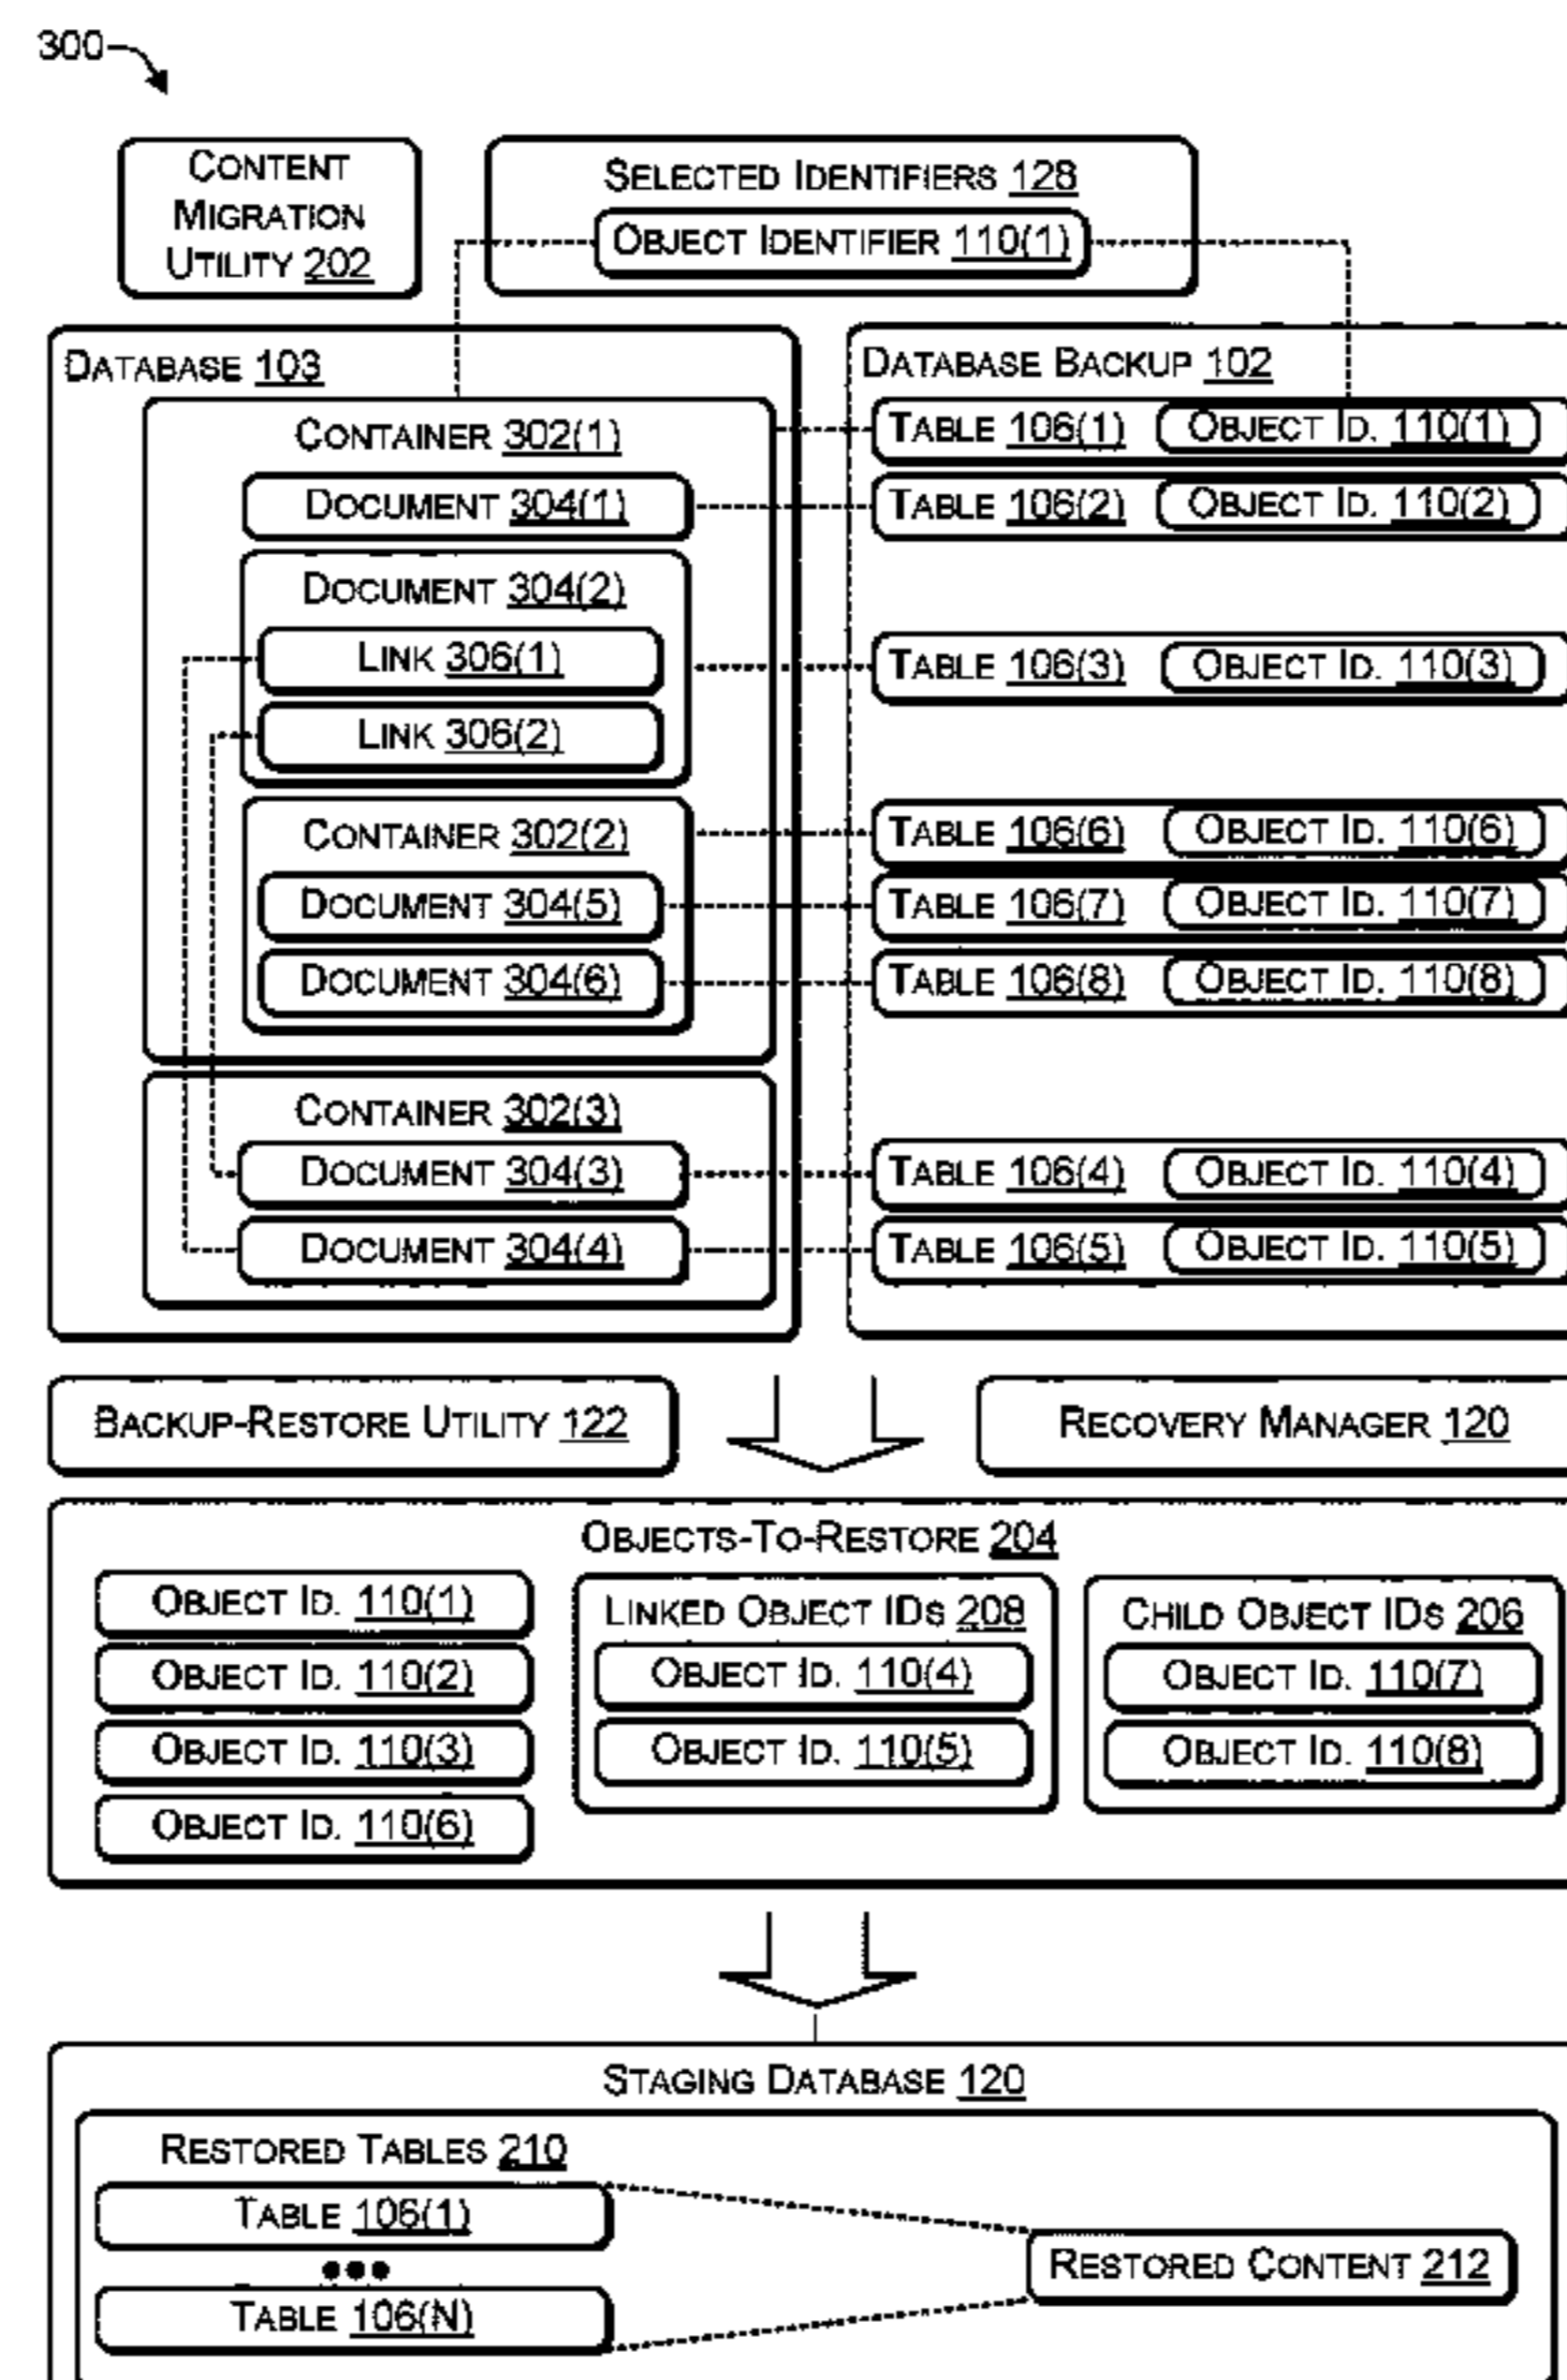 300
CONTENT
MIGRATION
UTILITY 202
SELECTED IDENTIFIERS 128
OBJECT IDENTIFIER 110(1)
DATABASE 103
CONTAINER 302(1)
DOCUMENT 304(1)
DOCUMENT 304(2)
LINK 306(1)
LINK 306(2)
CONTAINER 302(2)
DOCUMENT 304(5)
DOCUMENT 304(6)
CONTAINER 302(3)
DOCUMENT 304(3)
DOCUMENT 304(4)
DATABASE BACKUP 102
TABLE 106(1) OBJECT ID. 110(1)
TABLE 106(2) OBJECT ID. 110(2)
TABLE 106(3) OBJECT ID. 110(3)
TABLE 106(6) OBJECT ID. 110(6)
TABLE 106(7) OBJECT ID. 110(7)
TABLE 106(8) OBJECT ID. 110(8)
TABLE 106(4) OBJECT ID. 110(4)
TABLE 106(5) OBJECT ID. 110(5)
BACKUP-RESTORE UTILITY 122
RECOVERY MANAGER 120
OBJECTS-TO-RESTORE 204
OBJECT ID. 110(1)
OBJECT ID. 110(2)
OBJECT ID. 110(3)
OBJECT ID. 110(6)
LINKED OBJECT IDS 208
OBJECT ID. 110(4)
OBJECT ID. 110(5)
CHILD OBJECT IDS 206
OBJECT ID. 110(7)
OBJECT ID. 110(8)
STAGING DATABASE 120
RESTORED TABLES 210
TABLE 106(1)
•••
TABLE 106(N)
RESTORED CONTENT 212